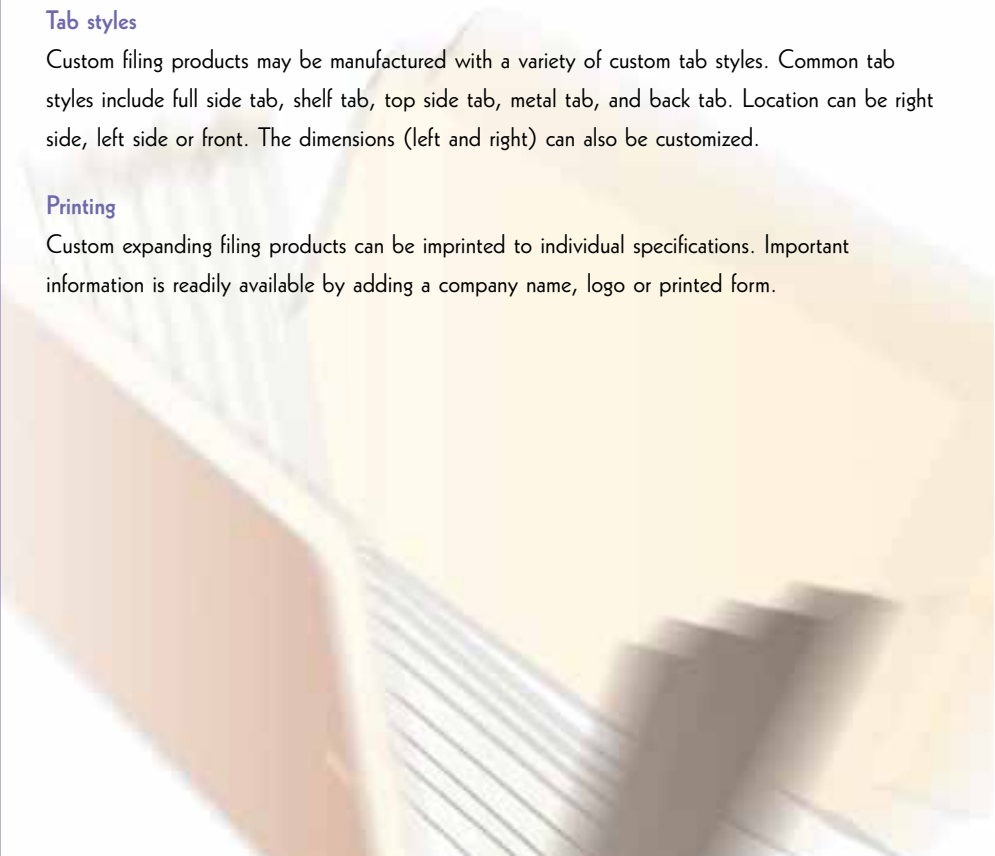 Tab styles
Custom filing products may be manufactured with a variety of custom tab styles. Common tab
styles include full side tab, shelf tab, top side tab, metal tab, and back tab. Location can be right
side, left side or front. The dimensions (left and right) can also be customized.
Printing
Custom expanding filing products can be imprinted to individual specifications. Important
information is readily available by adding a company name, logo or printed form.